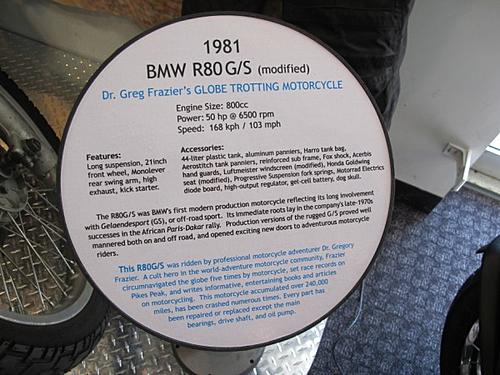 1981
BMW R80 G/S (modified)
Dr. Greg Frazier's GLOBE TROTTING MOTORCYCLE
Engine Size: 800cc
Power: 50 hp @ 6500 rpm
Speed: 168 kph / 103 mph
Features:
Long suspension, 21inch
front wheel, Monolever
rear swing arm, high
exhaust, kick starter.
Accessories:
44-liter plastic tank, aluminum panniers, Harro tank bag,
Aerostitch tank panniers, reinforced sub frame, Fox shock, Acerbis
hand guards, Luftmeister windscreen (modified), Honda Goldwing
seat (modified), Progressive Suspension fork springs, Motorrad Electrics
diode board, high-output regulator, gel-cell battery, dog skull.
The R80G/S was BMW's first modern production motorcycle reflecting its long involvement
with Gelaendesport (GS), or off-road sport. Its immediate roots lay in the company's late-1970s
successes in the African Paris-Dakar rally. Production versions of the rugged G/S proved well
mannered both on and off road, and opened exciting new doors to adventurous motorcycle
riders.
This R80G/S was ridden by professional motorcycle adventurer Dr. Gregory
Frazier. A cult hero in the world-adventure motorcycle community, Frazier
circumnavigated the globe five times by motorcycle, set race records on
Pikes Peak, and writes informative, entertaining books and articles
on motorcycling. This motorcycle accumulated over 240,000
miles, has been crashed numerous times. Every part has
been repaired or replaced except the main
bearings, drive shaft, and oil pump.